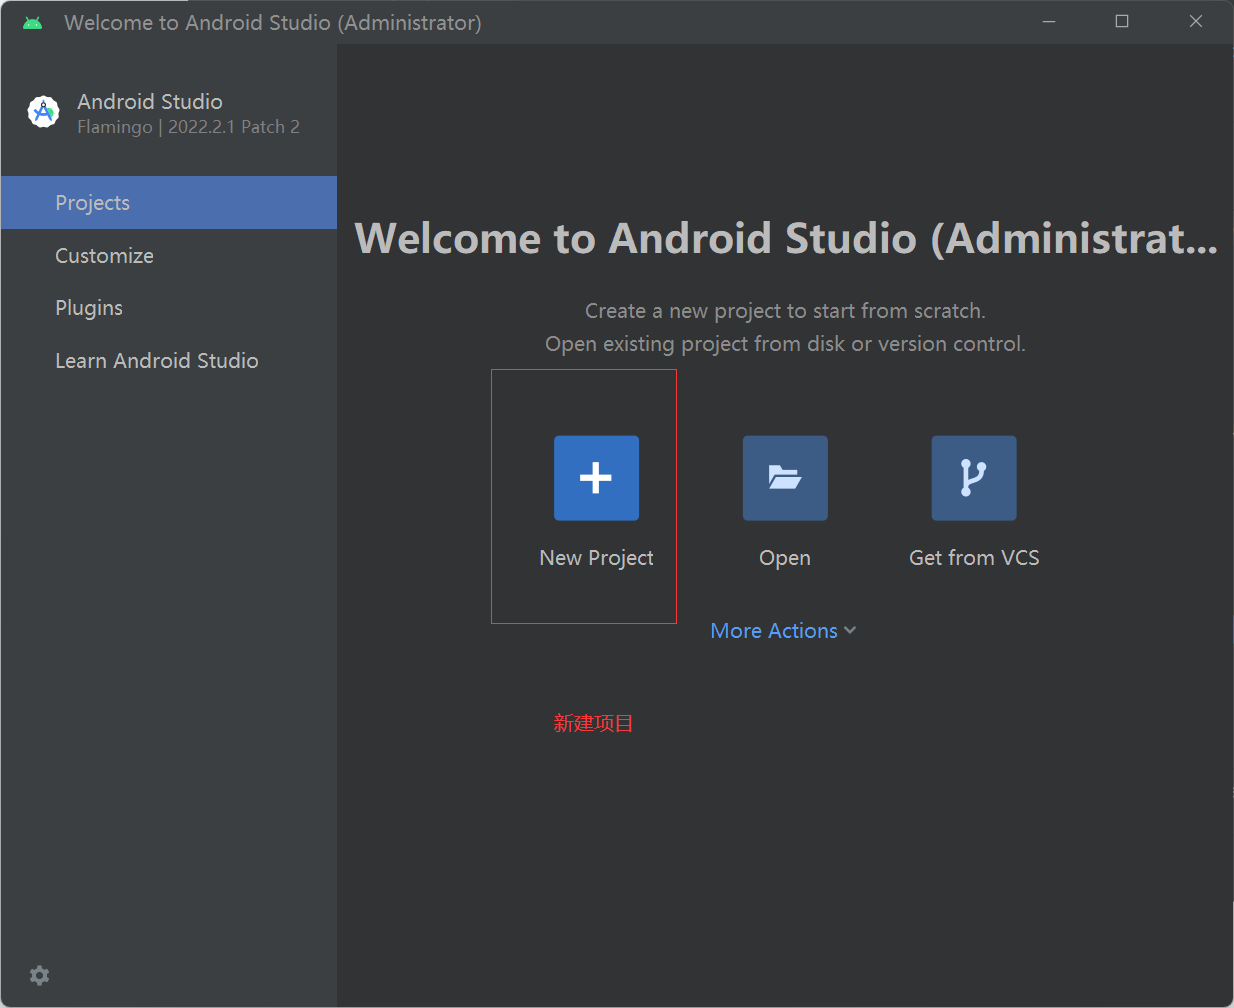 Welcome to Android Studio (Administrator)
Android Studio
Flamingo | 2022.2.1 Patch 2
Projects
Customize
Plugins
Learn Android Studio
Welcome to Android Studio (Administrat...
Create a new project to start from scratch.
Open existing project from disk or version control.
New Project
Open
Get from VCS
More Actions
新建项目